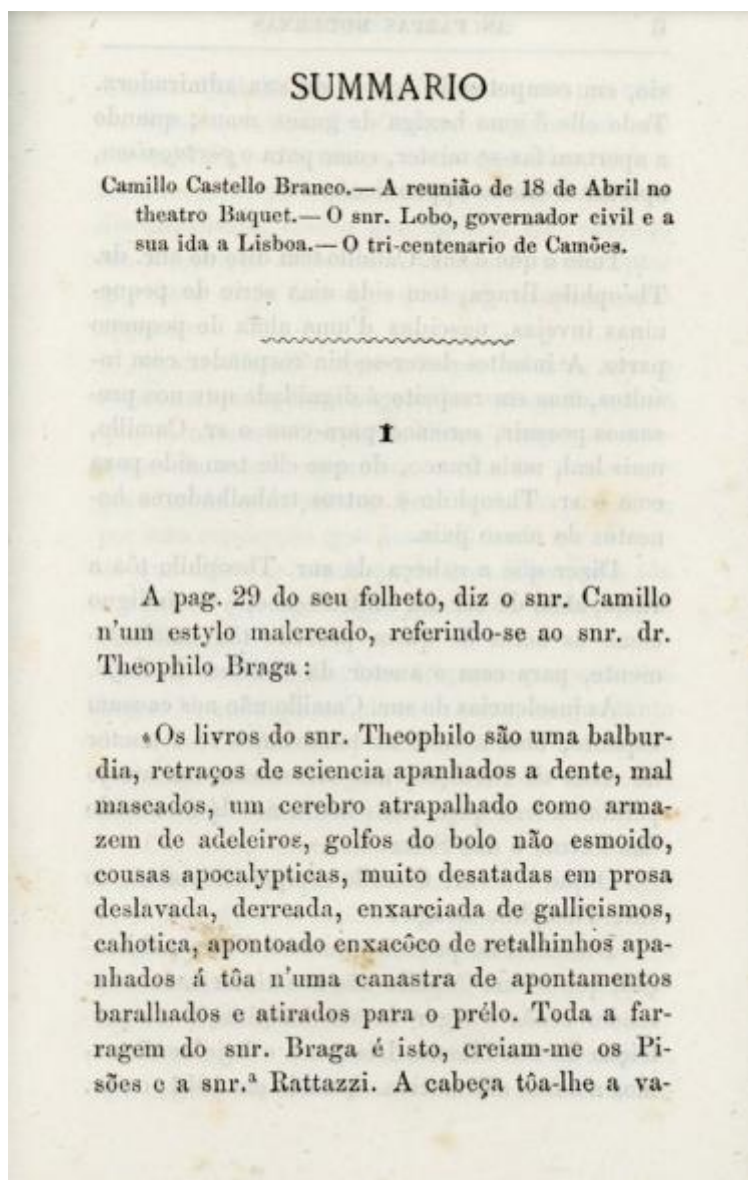 SUMMARIO
Camillo Castello Branco.—A reunião de 18 de Abril no
theatro Baquet.—O snr. Lobo, governador civil e a
sua ida a Lisboa.—O tri-centenario de Camões.
I
A pag. 29 do seu folheto, diz o snr. Camillo
n'um estylo malcreado, referindo-se ao snr. dr.
Theophilo Braga:
«Os livros do snr. Theophilo são uma balbur-
dia, retraços de sciencia apanhados a dente, mal
mascados, um cerebro atrapalhado como arma-
zem de adeleiros, golfos do bolo não esmoido,
cousas apocalypticas, muito desatadas em prosa
deslavada, derreada, enxarciada de gallicismos,
cahotica, apontoado enxacôco de retalhinhos apa-
nhados á tôa n'uma canastra de apontamentos
baralhados e atirados para o prélo. Toda a far-
ragem do snr. Braga é isto, creiam-me os Pi-
sões e a snr.ª Rattazzi. A cabeça tôa-lhe a va-